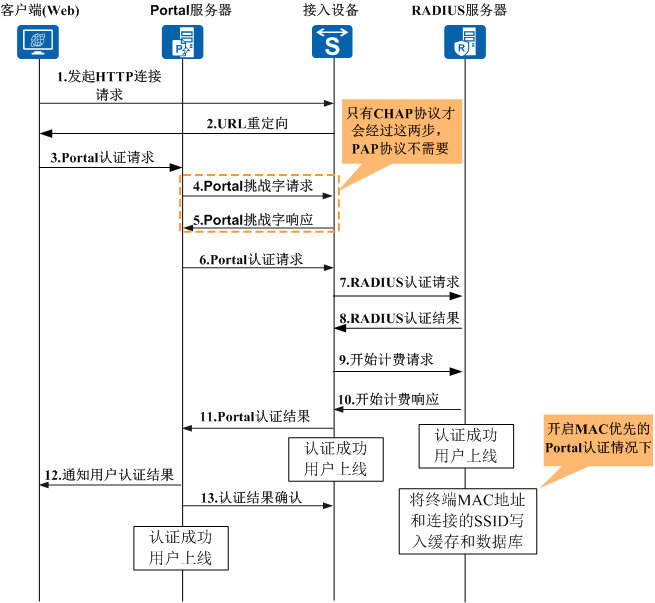 客户端(Web)
Portal服务器
接入设备
RADIUS服务器
P
S
R
1.发起HTTP连接
请求
2.URL重定向
只有CHAP协议才
会经过这两步，
PAP协议不需要
3.Portal认证请求
4.Portal挑战字请求
5.Portal挑战字响应
6.Portal认证请求
7.RADIUS认证请求
8.RADIUS认证结果
9.开始计费请求
10.开始计费响应
11.Portal认证结果
认证成功
用户上线
认证成功
用户上线
开启MAC优先的
Portal认证情况下
12.通知用户认证结果
13.认证结果确认
将终端MAC地址
和连接的SSID写
入缓存和数据库
认证成功
用户上线